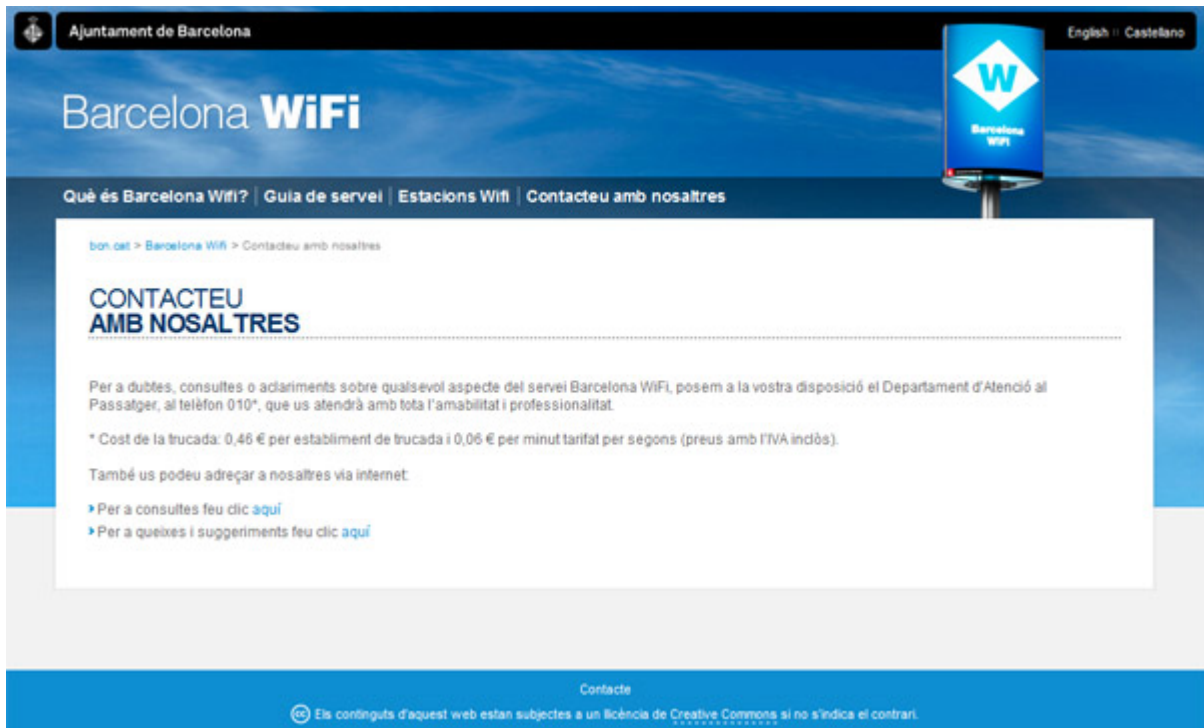 Ajuntament de Barcelona
English Castellano
Barcelona WiFi
W
Barcelona
WiFi
Què és Barcelona Wifi? | Guia de servei | Estacions Wifi | Contacteu amb nosaltres
bcn.cat > Barcelona Wifi > Contacteu amb nosaltres
CONTACTEU
AMB NOSALTRES
Per a dubtes, consultes o aclariments sobre qualsevol aspecte del servei Barcelona WiFi, posem a la vostra disposició el Departament d'Atenció al
Passatger, al telèfon 010*, que us atendrà amb tota l'amabilitat i professionalitat.
* Cost de la trucada: 0,46 € per establiment de trucada i 0,06 € per minut tarifat per segons (preus amb l'IVA inclòs).
També us podeu adreçar a nosaltres via internet:
Per a consultes feu clic aquí
Per a queixes i suggeriments feu clic aquí
Contacte
cc Els continguts d'aquest web estan subjectes a un llicència de Creative Commons si no s'indica el contrari.